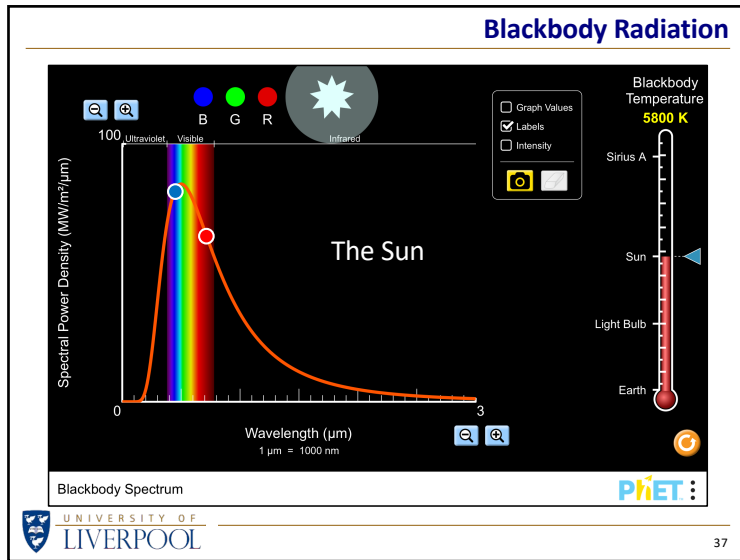 Blackbody Radiation
B G R
100
Ultraviolet Visible Infrared
Spectral Power Density (MW/m²/µm)
The Sun
0
3
Wavelength (µm)
1 µm = 1000 nm
Graph Values
Labels
Intensity
Blackbody
Temperature
5800 K
Sirius A
Sun
Light Bulb
Earth
Blackbody Spectrum
PhET
UNIVERSITY OF
LIVERPOOL
37